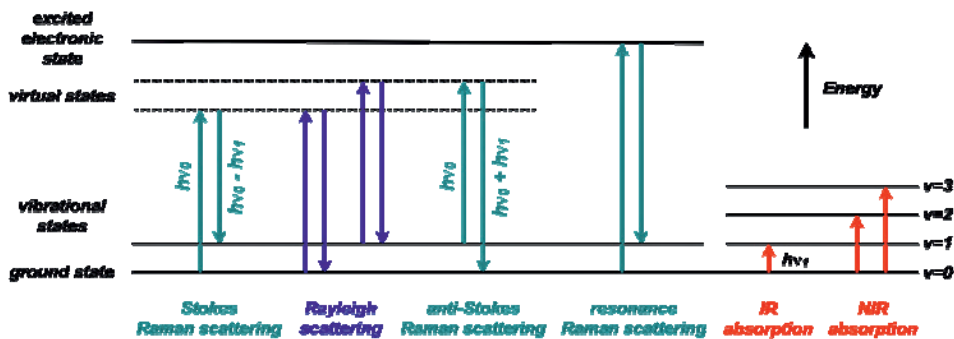 excited
electronic
state
virtual states
Energy
hν₀
hν₀ - hν₁
hν₀ + hν₁
vibrational
states
ground state
hν₁
v=3
v=2
v=1
v=0
Stokes
Raman scattering
Rayleigh
scattering
anti-Stokes
Raman scattering
resonance
Raman scattering
IR
absorption
NIR
absorption